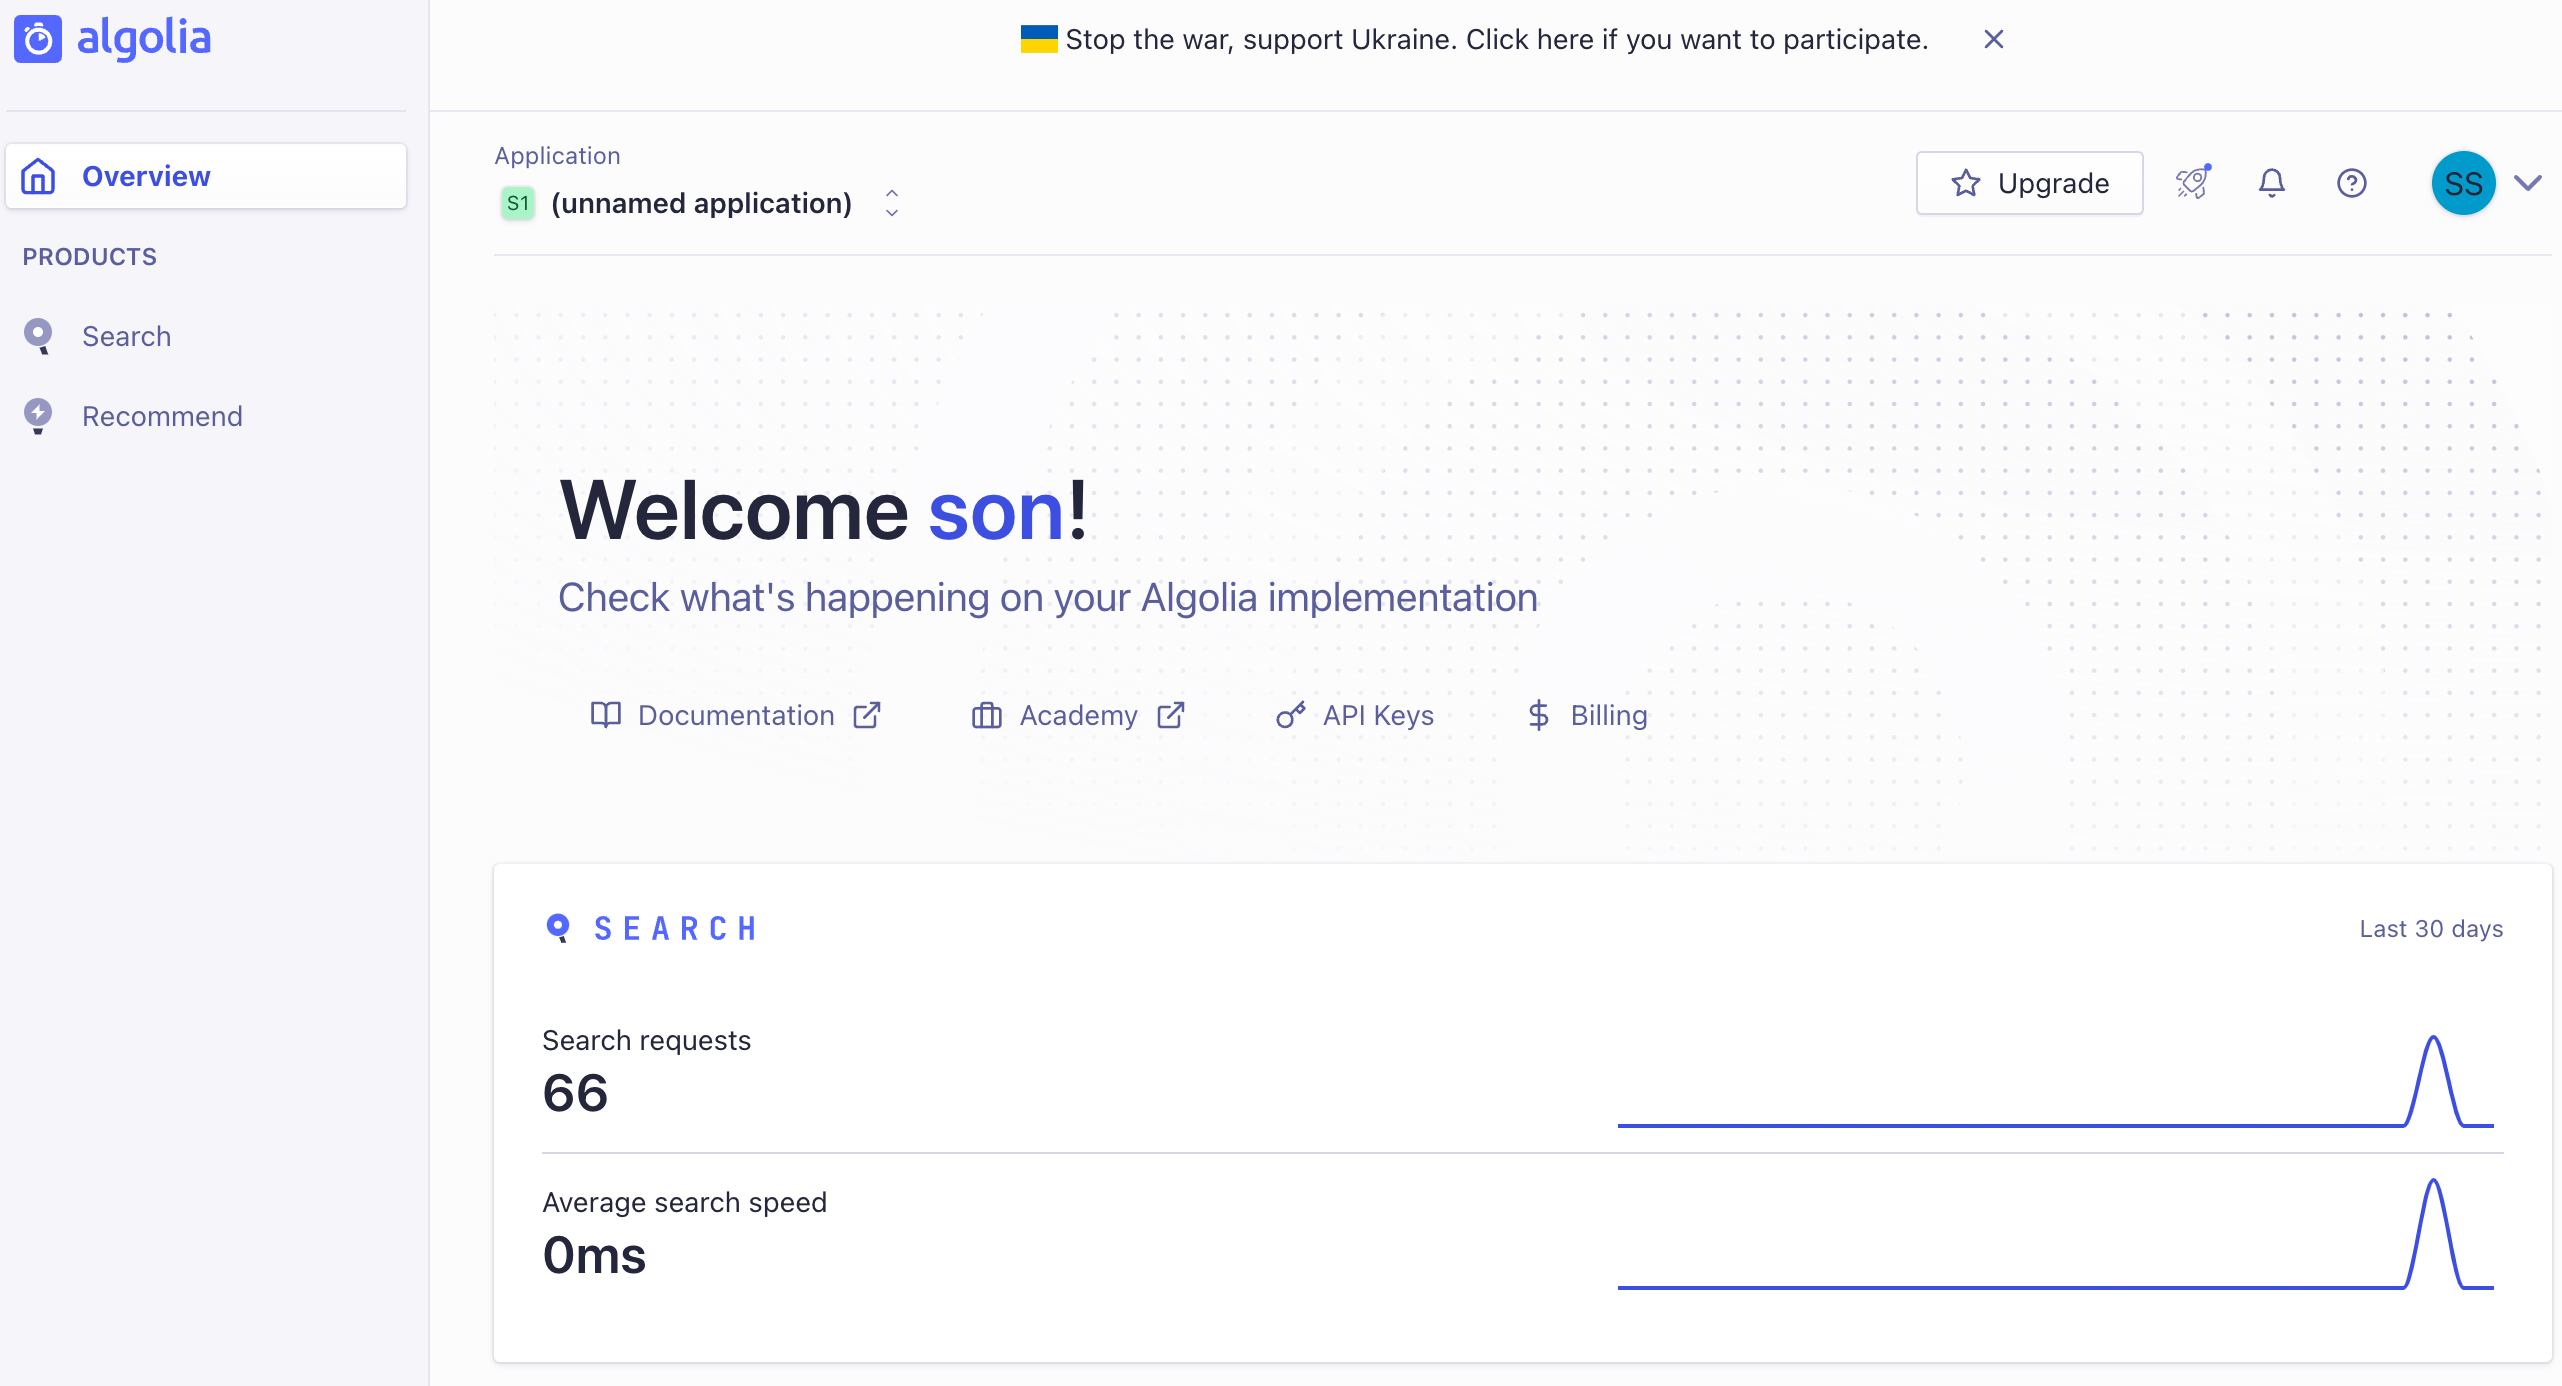 algolia
Stop the war, support Ukraine. Click here if you want to participate.
Overview
PRODUCTS
Search
Recommend
Application
S1 (unnamed application)
Upgrade
SS
Welcome son!
Check what's happening on your Algolia implementation
Documentation
Academy
API Keys
Billing
SEARCH
Last 30 days
Search requests
66
Average search speed
0ms